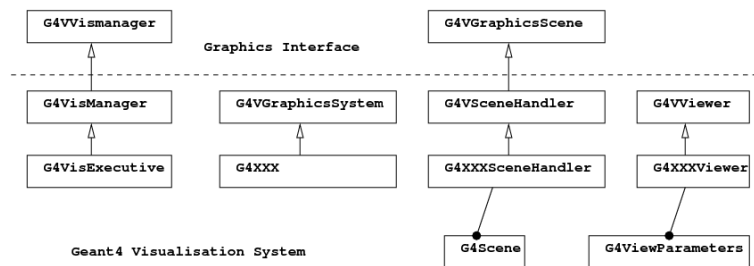 G4VVismanager
G4VGraphicsScene
Graphics Interface
G4VisManager
G4VGraphicsSystem
G4VSceneHandler
G4VViewer
G4VisExecutive
G4XXX
G4XXXSceneHandler
G4XXXViewer
Geant4 Visualisation System
G4Scene
G4ViewParameters